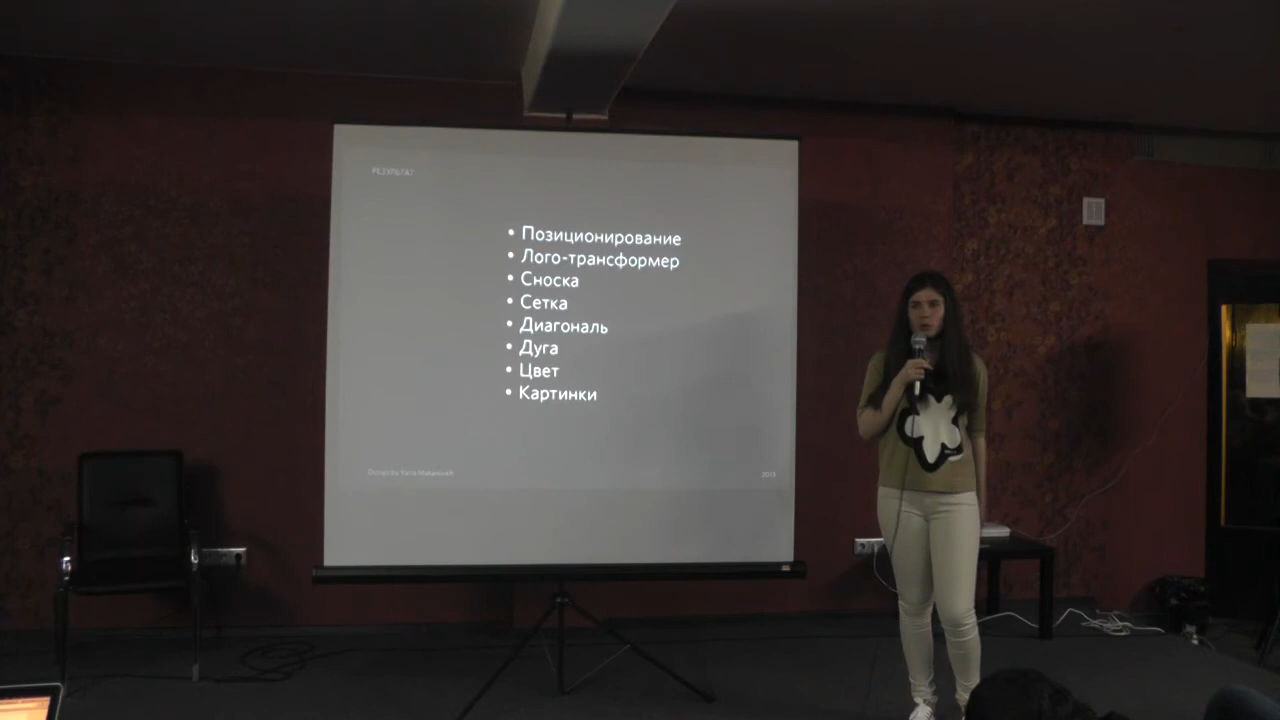 РЕЗУЛЬТАТ
• Позиционирование
• Лого-трансформер
• Сноска
• Сетка
• Диагональ
• Дуга
• Цвет
• Картинки
2013